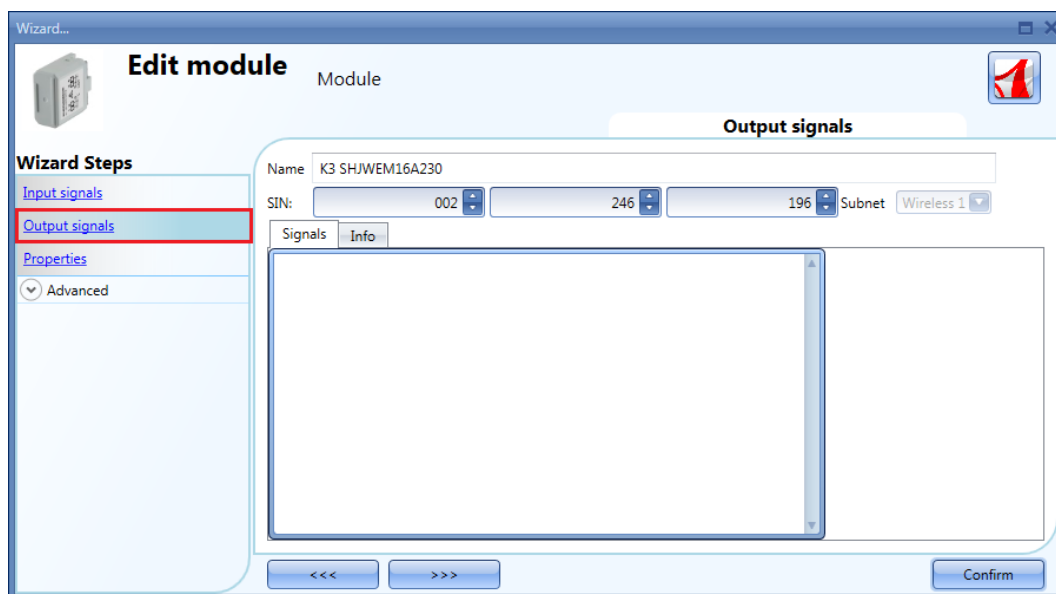 Wizard...
Edit module
Module
Output signals
Wizard Steps
Input signals
Output signals
Properties
Advanced
Name K3 SHJWEM16A230
SIN: 002 246 196 Subnet Wireless 1
Signals Info
<<< >>> Confirm